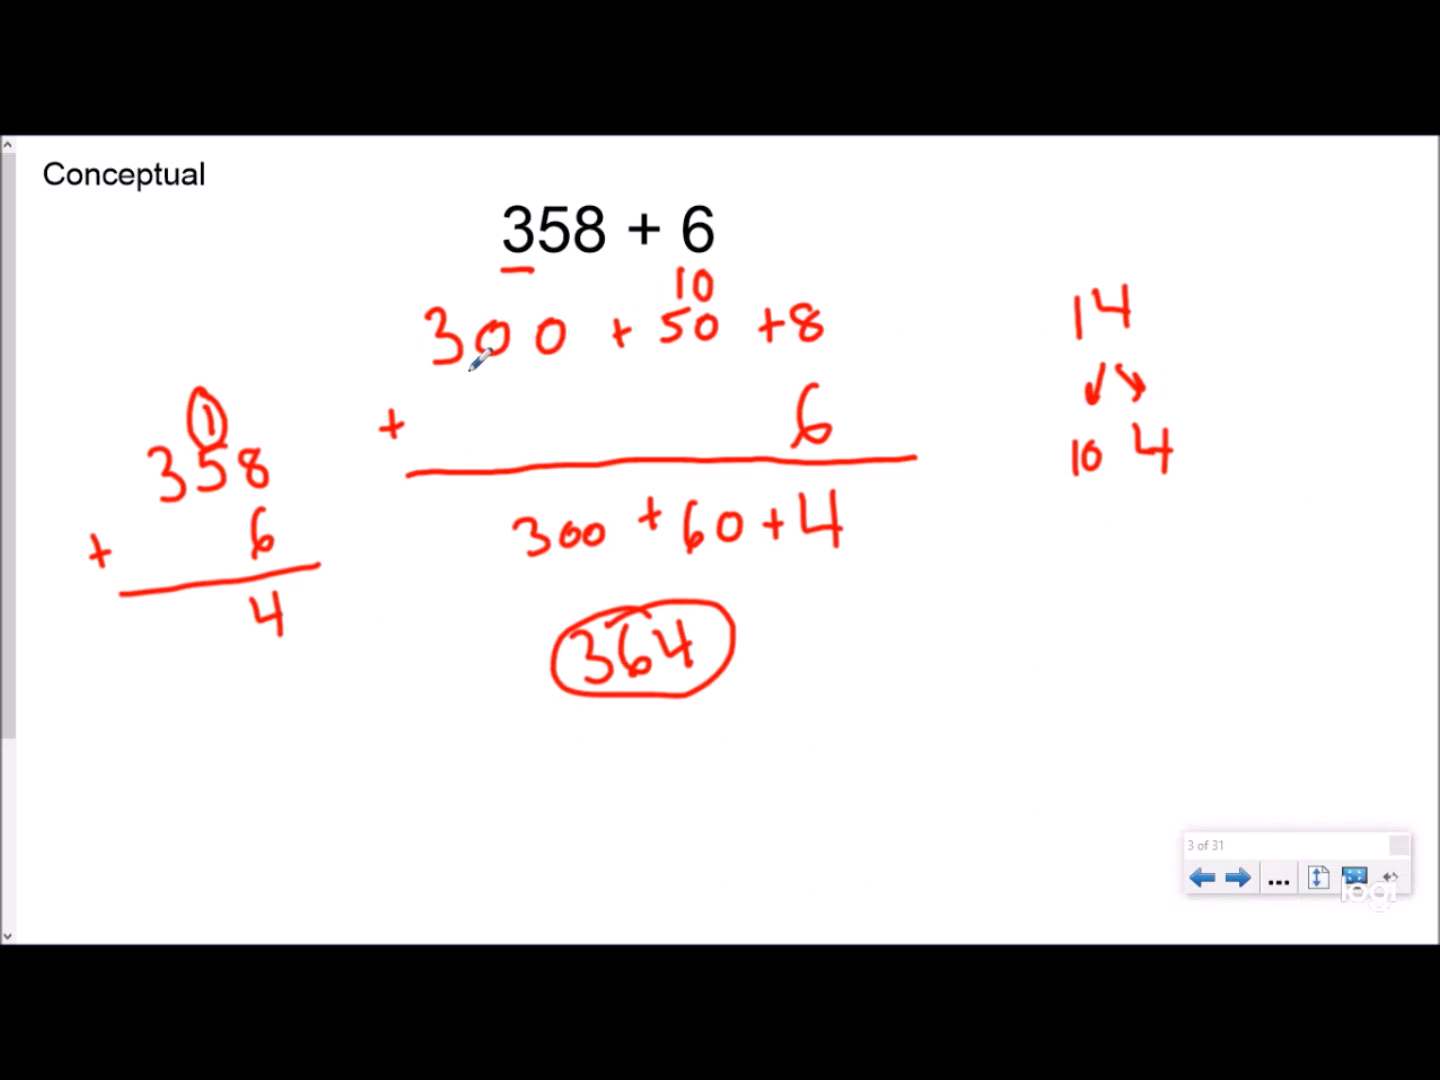 Conceptual
358 + 6
10
300 + 50 + 8
+ 6
300 + 60 + 4
364
1
358
+ 6
4
14
10 4
3 of 31
...
logi